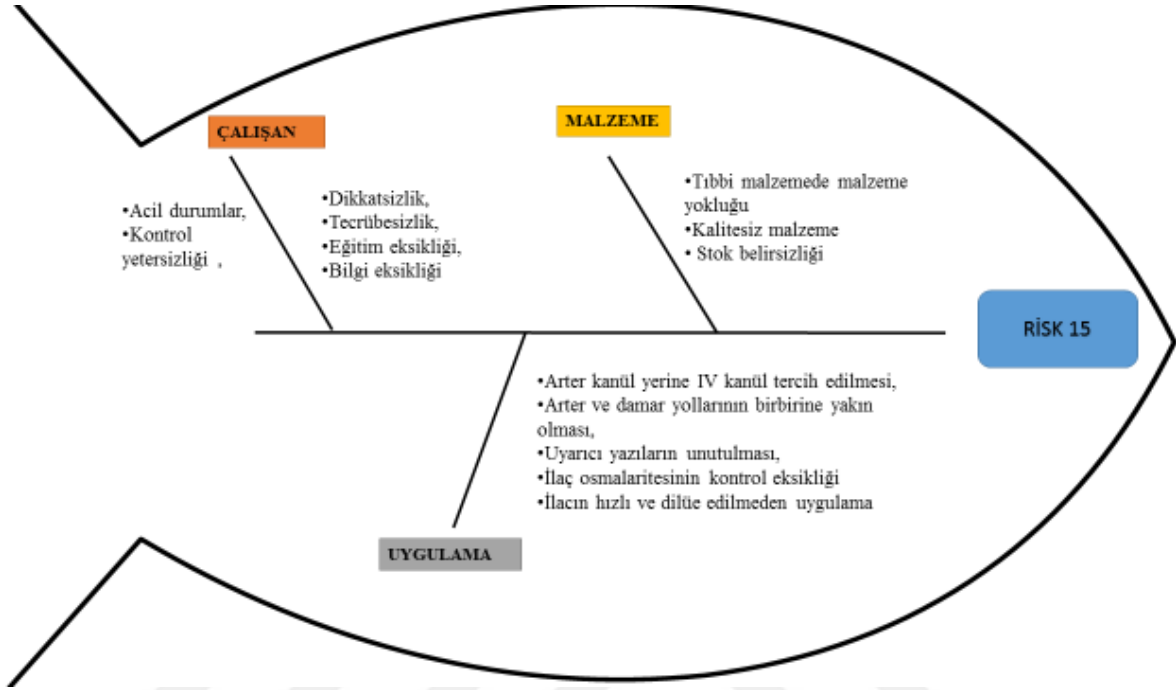 ÇALIŞAN
•Acil durumlar,
•Kontrol
yetersizliği ,
•Dikkatsizlik,
•Tecrübesizlik,
•Eğitim eksikliği,
•Bilgi eksikliği
MALZEME
•Tıbbi malzemede malzeme
yokluğu
•Kalitesiz malzeme
• Stok belirsizliği
RİSK 15
•Arter kanül yerine IV kanül tercih edilmesi,
•Arter ve damar yollarının birbirine yakın
olması,
•Uyarıcı yazıların unutulması,
•İlaç osmalaritesinin kontrol eksikliği
•İlacın hızlı ve dilüe edilmeden uygulama
UYGULAMA